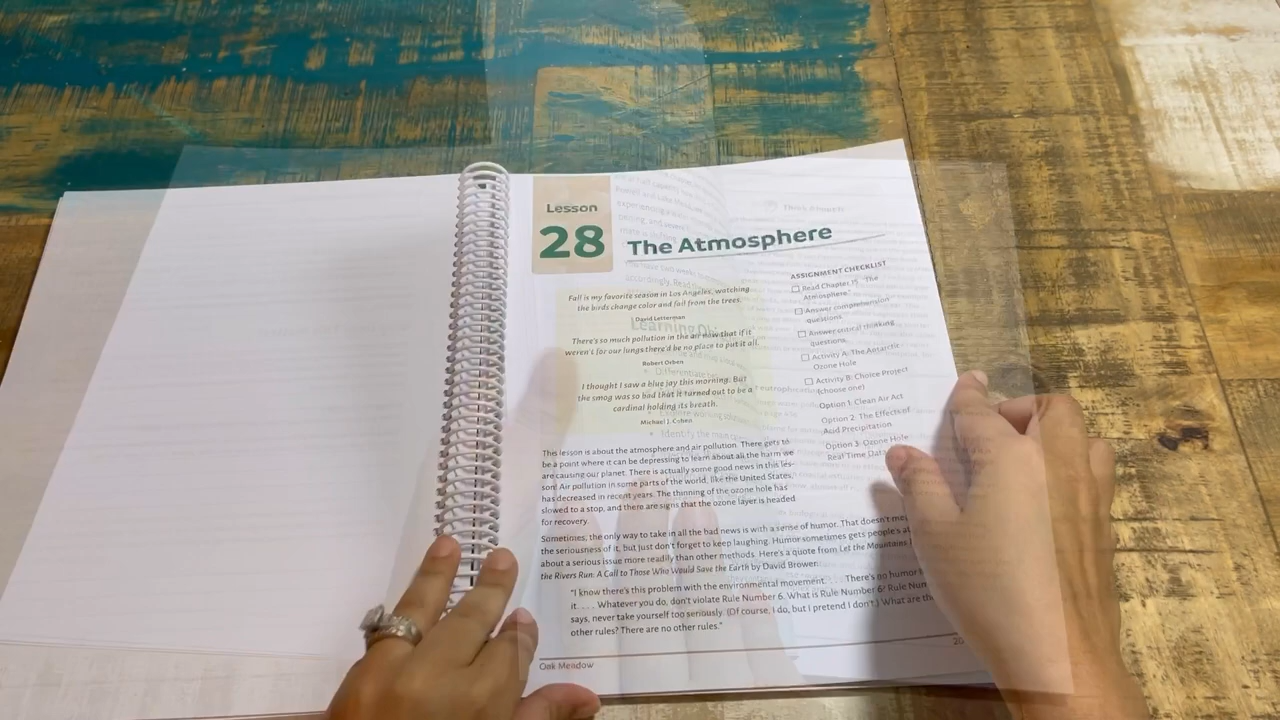 Lesson
28
The Atmosphere
Fall is my favorite season in Los Angeles, watching
the birds change color and fall from the trees.
David Letterman
There's so much pollution in the air now that if it
weren't for our lungs there'd be no place to put it all.
Robert Orben
I thought I saw a blue jay this morning. But
the smog was so bad that it turned out to be a
cardinal holding its breath.
Michael J. Cohen
ASSIGNMENT CHECKLIST
Read Chapter 15, "The
Atmosphere."
Answer comprehension
questions.
Answer critical thinking
questions.
Activity A: The Antarctic
Ozone Hole
Activity B: Choice Project
(choose one)
Option 1: Clean Air Act
Option 2: The Effects of
Acid Precipitation
Option 3: Ozone Hole
Real-Time Data
This lesson is about the atmosphere and air pollution. There gets to
be a point where it can be depressing to learn about all the harm we
are causing our planet. There is actually some good news in this les-
son! Air pollution in some parts of the world, like the United States,
has decreased in recent years. The thinning of the ozone hole has
slowed to a stop, and there are signs that the ozone layer is headed
for recovery.
Sometimes, the only way to take in all the bad news is with a sense of humor. That doesn't
the seriousness of it, but just don't forget to keep laughing. Humor sometimes gets people's
about a serious issue more readily than other methods. Here's a quote from Let the Mountains
the Rivers Run: A Call to Those Who Would Save the Earth by David Brower:
"I know there's this problem with the environmental movement. . . . There's no humor
it. . . . Whatever you do, don't violate Rule Number 6. What is Rule Number 6? Rule
says, never take yourself too seriously. (Of course, I do, but I pretend I don't.) What are
other rules? There are no other rules."
Oak Meadow